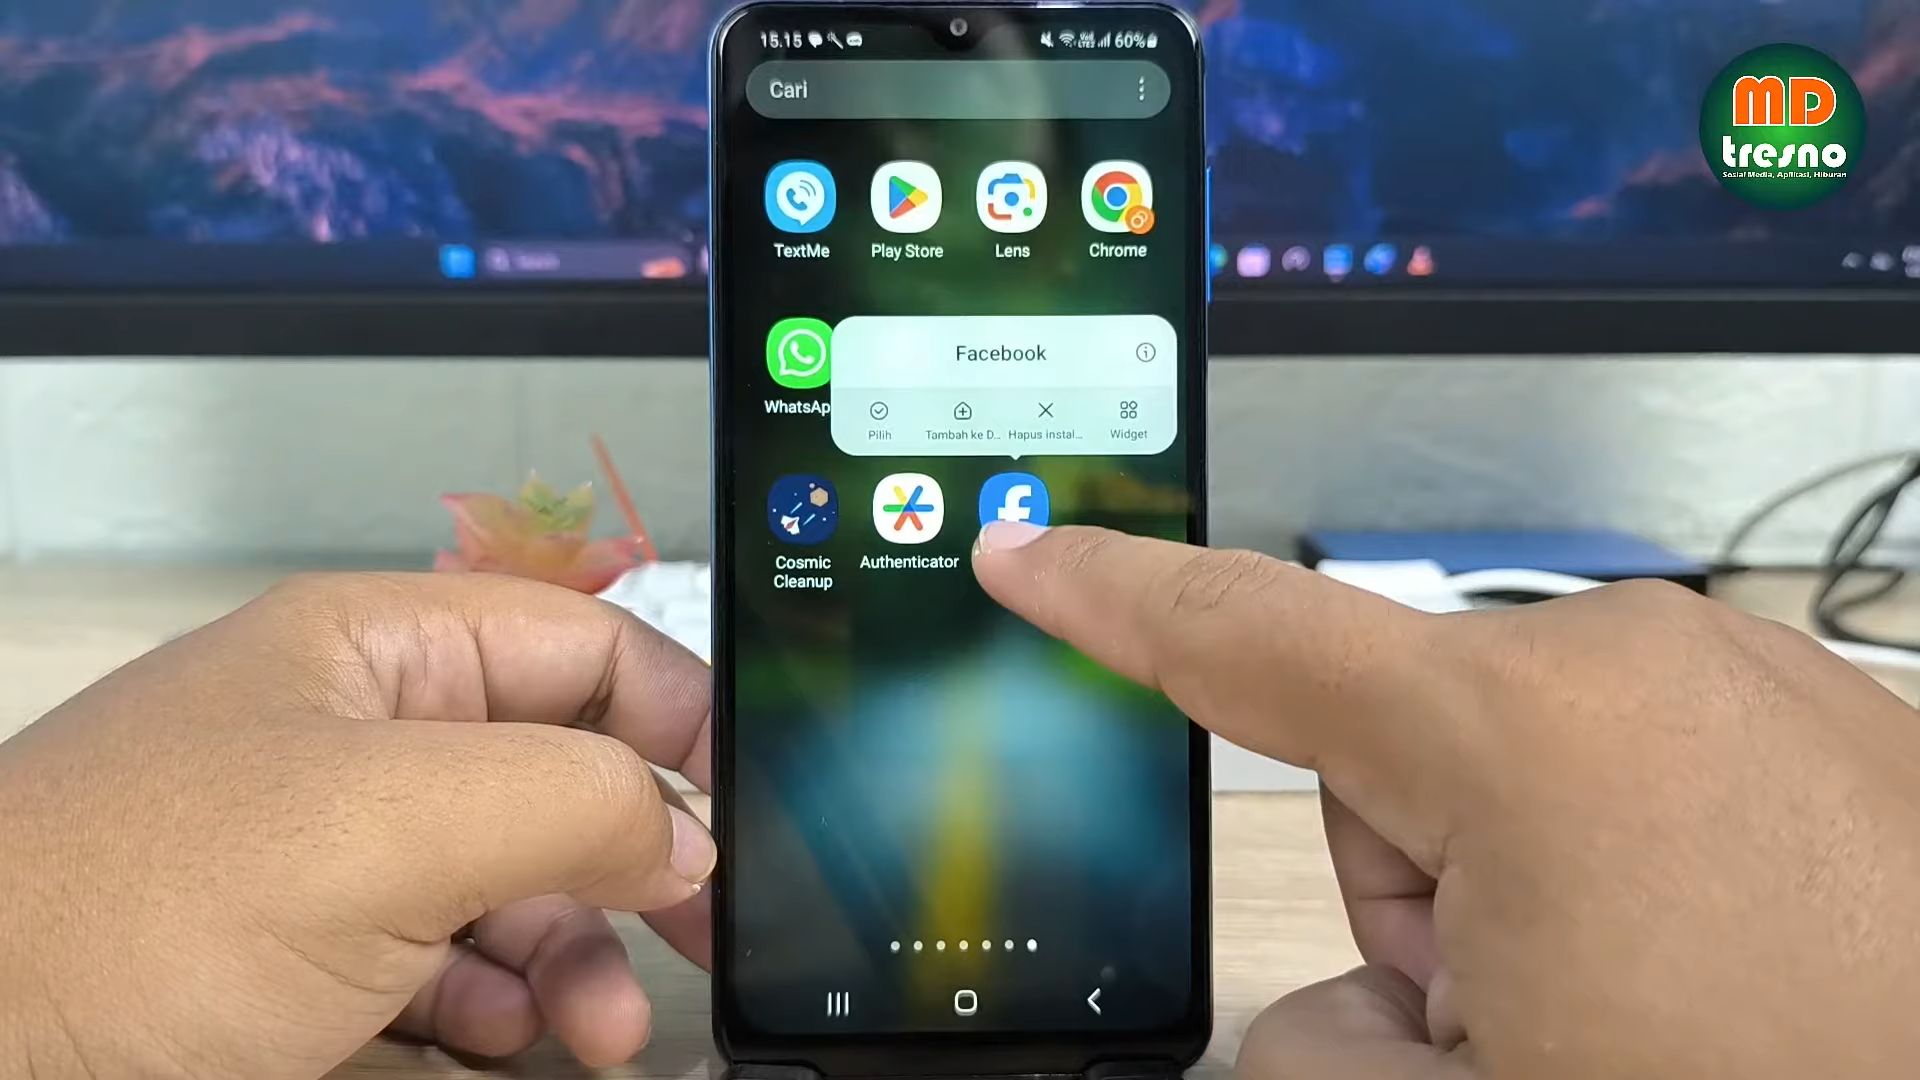 15.15
60%
Cari
MD
tresno
Sosial Media, Aplikasi, Hiburan
TextMe
Play Store
Lens
Chrome
WhatsAp
Facebook
Pilih
Tambah ke D...
Hapus instal...
Widget
Cosmic
Cleanup
Authenticator